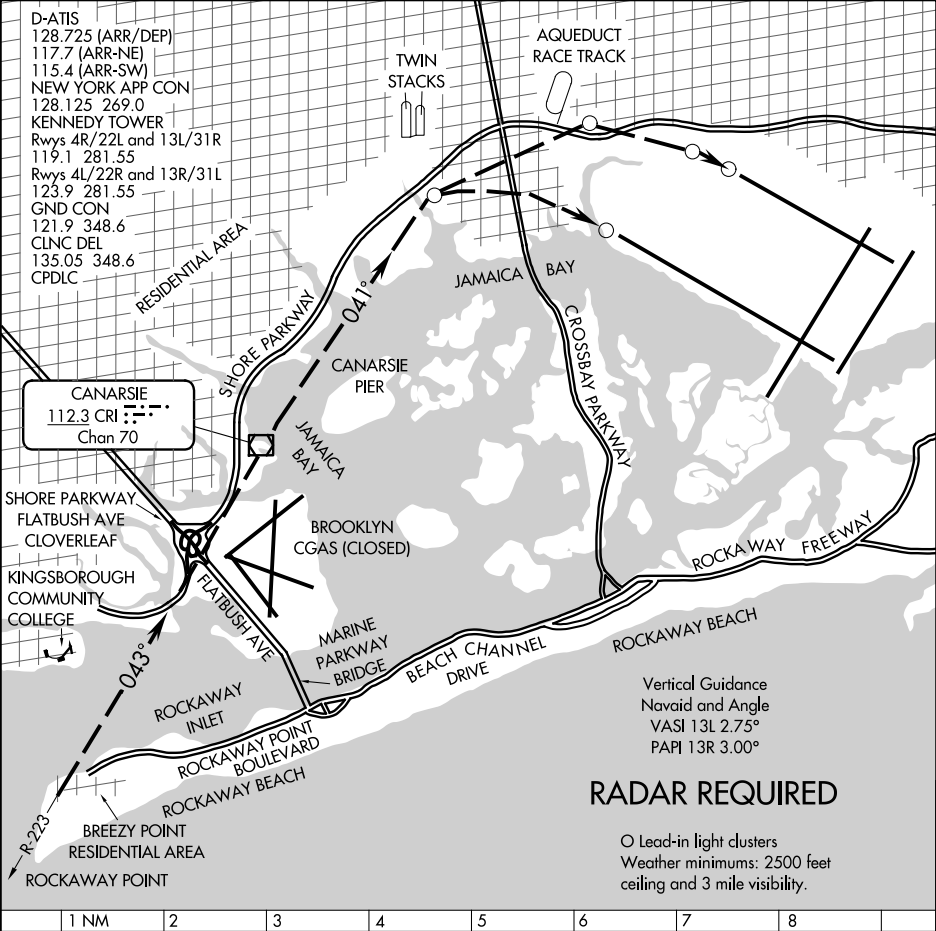 D-ATIS
128.725 (ARR/DEP)
117.7 (ARR-NE)
115.4 (ARR-SW)
NEW YORK APP CON
128.125 269.0
KENNEDY TOWER
Rwys 4R/22L and 13L/31R
119.1 281.55
Rwys 4L/22R and 13R/31L
123.9 281.55
GND CON
121.9 348.6
CLNC DEL
135.05 348.6
CPDLC
TWIN
STACKS
AQUEDUCT
RACE TRACK
RESIDENTIAL AREA
SHORE PARKWAY
041°
JAMAICA BAY
CROSSBAY PARKWAY
CANARSIE
PIER
CANARSIE
112.3 CRI
Chan 70
JAMAICA
BAY
SHORE PARKWAY
FLATBUSH AVE
CLOVERLEAF
BROOKLYN
CGAS (CLOSED)
KINGSBOROUGH
COMMUNITY
COLLEGE
FLATBUSH AVE
043°
MARINE
PARKWAY
BRIDGE
BEACH CHANNEL
DRIVE
ROCKAWAY FREEWAY
ROCKAWAY BEACH
ROCKAWAY
INLET
ROCKAWAY POINT
BOULEVARD
ROCKAWAY BEACH
R-223
BREEZY POINT
RESIDENTIAL AREA
ROCKAWAY POINT
Vertical Guidance
Navaid and Angle
VASI 13L 2.75°
PAPI 13R 3.00°
RADAR REQUIRED
O Lead-in light clusters
Weather minimums: 2500 feet
ceiling and 3 mile visibility.
1 NM 2 3 4 5 6 7 8